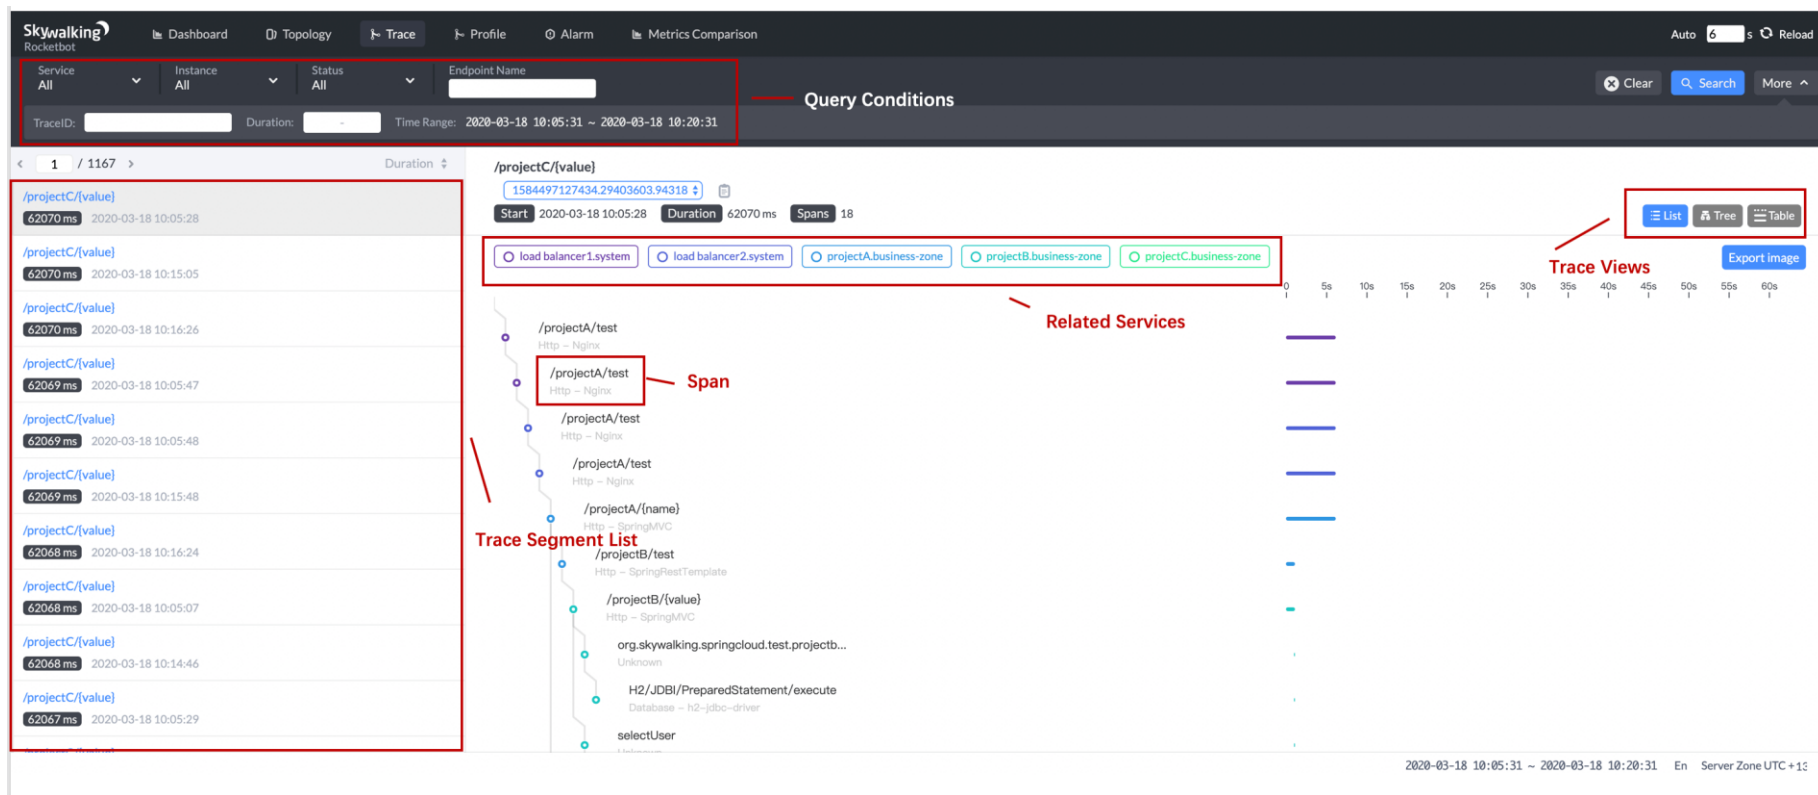 Skywalking
Rocketbot
Dashboard
Topology
Trace
Profile
Alarm
Metrics Comparison
Auto 6 s Reload
Service
All
Instance
All
Status
All
Endpoint Name
Clear
Search
More
Query Conditions
TraceID:
Duration: -
Time Range: 2020-03-18 10:05:31 ~ 2020-03-18 10:20:31
1 / 1167
Duration
/projectC/{value}
62070 ms 2020-03-18 10:05:28
/projectC/{value}
62070 ms 2020-03-18 10:15:05
/projectC/{value}
62070 ms 2020-03-18 10:16:26
/projectC/{value}
62069 ms 2020-03-18 10:05:47
/projectC/{value}
62069 ms 2020-03-18 10:05:48
/projectC/{value}
62069 ms 2020-03-18 10:15:48
/projectC/{value}
62068 ms 2020-03-18 10:16:24
/projectC/{value}
62068 ms 2020-03-18 10:05:07
/projectC/{value}
62068 ms 2020-03-18 10:14:46
/projectC/{value}
62067 ms 2020-03-18 10:05:29
Trace Segment List
/projectC/{value}
1584497127434.29403603.94318
Start 2020-03-18 10:05:28 Duration 62070 ms Spans 18
List
Tree
Table
Trace Views
Export image
load balancer1.system
load balancer2.system
projectA.business-zone
projectB.business-zone
projectC.business-zone
Related Services
0 5s 10s 15s 20s 25s 30s 35s 40s 45s 50s 55s 60s
/projectA/test
Http - Nginx
/projectA/test
Http - Nginx
Span
/projectA/test
Http - Nginx
/projectA/test
Http - Nginx
/projectA/{name}
Http - SpringMVC
/projectB/test
Http - SpringRestTemplate
/projectB/{value}
Http - SpringMVC
org.skywalking.springcloud.test.projectb...
Unknown
H2/JDBI/PreparedStatement/execute
Database - h2-jdbc-driver
selectUser
2020-03-18 10:05:31 ~ 2020-03-18 10:20:31 En Server Zone UTC +13